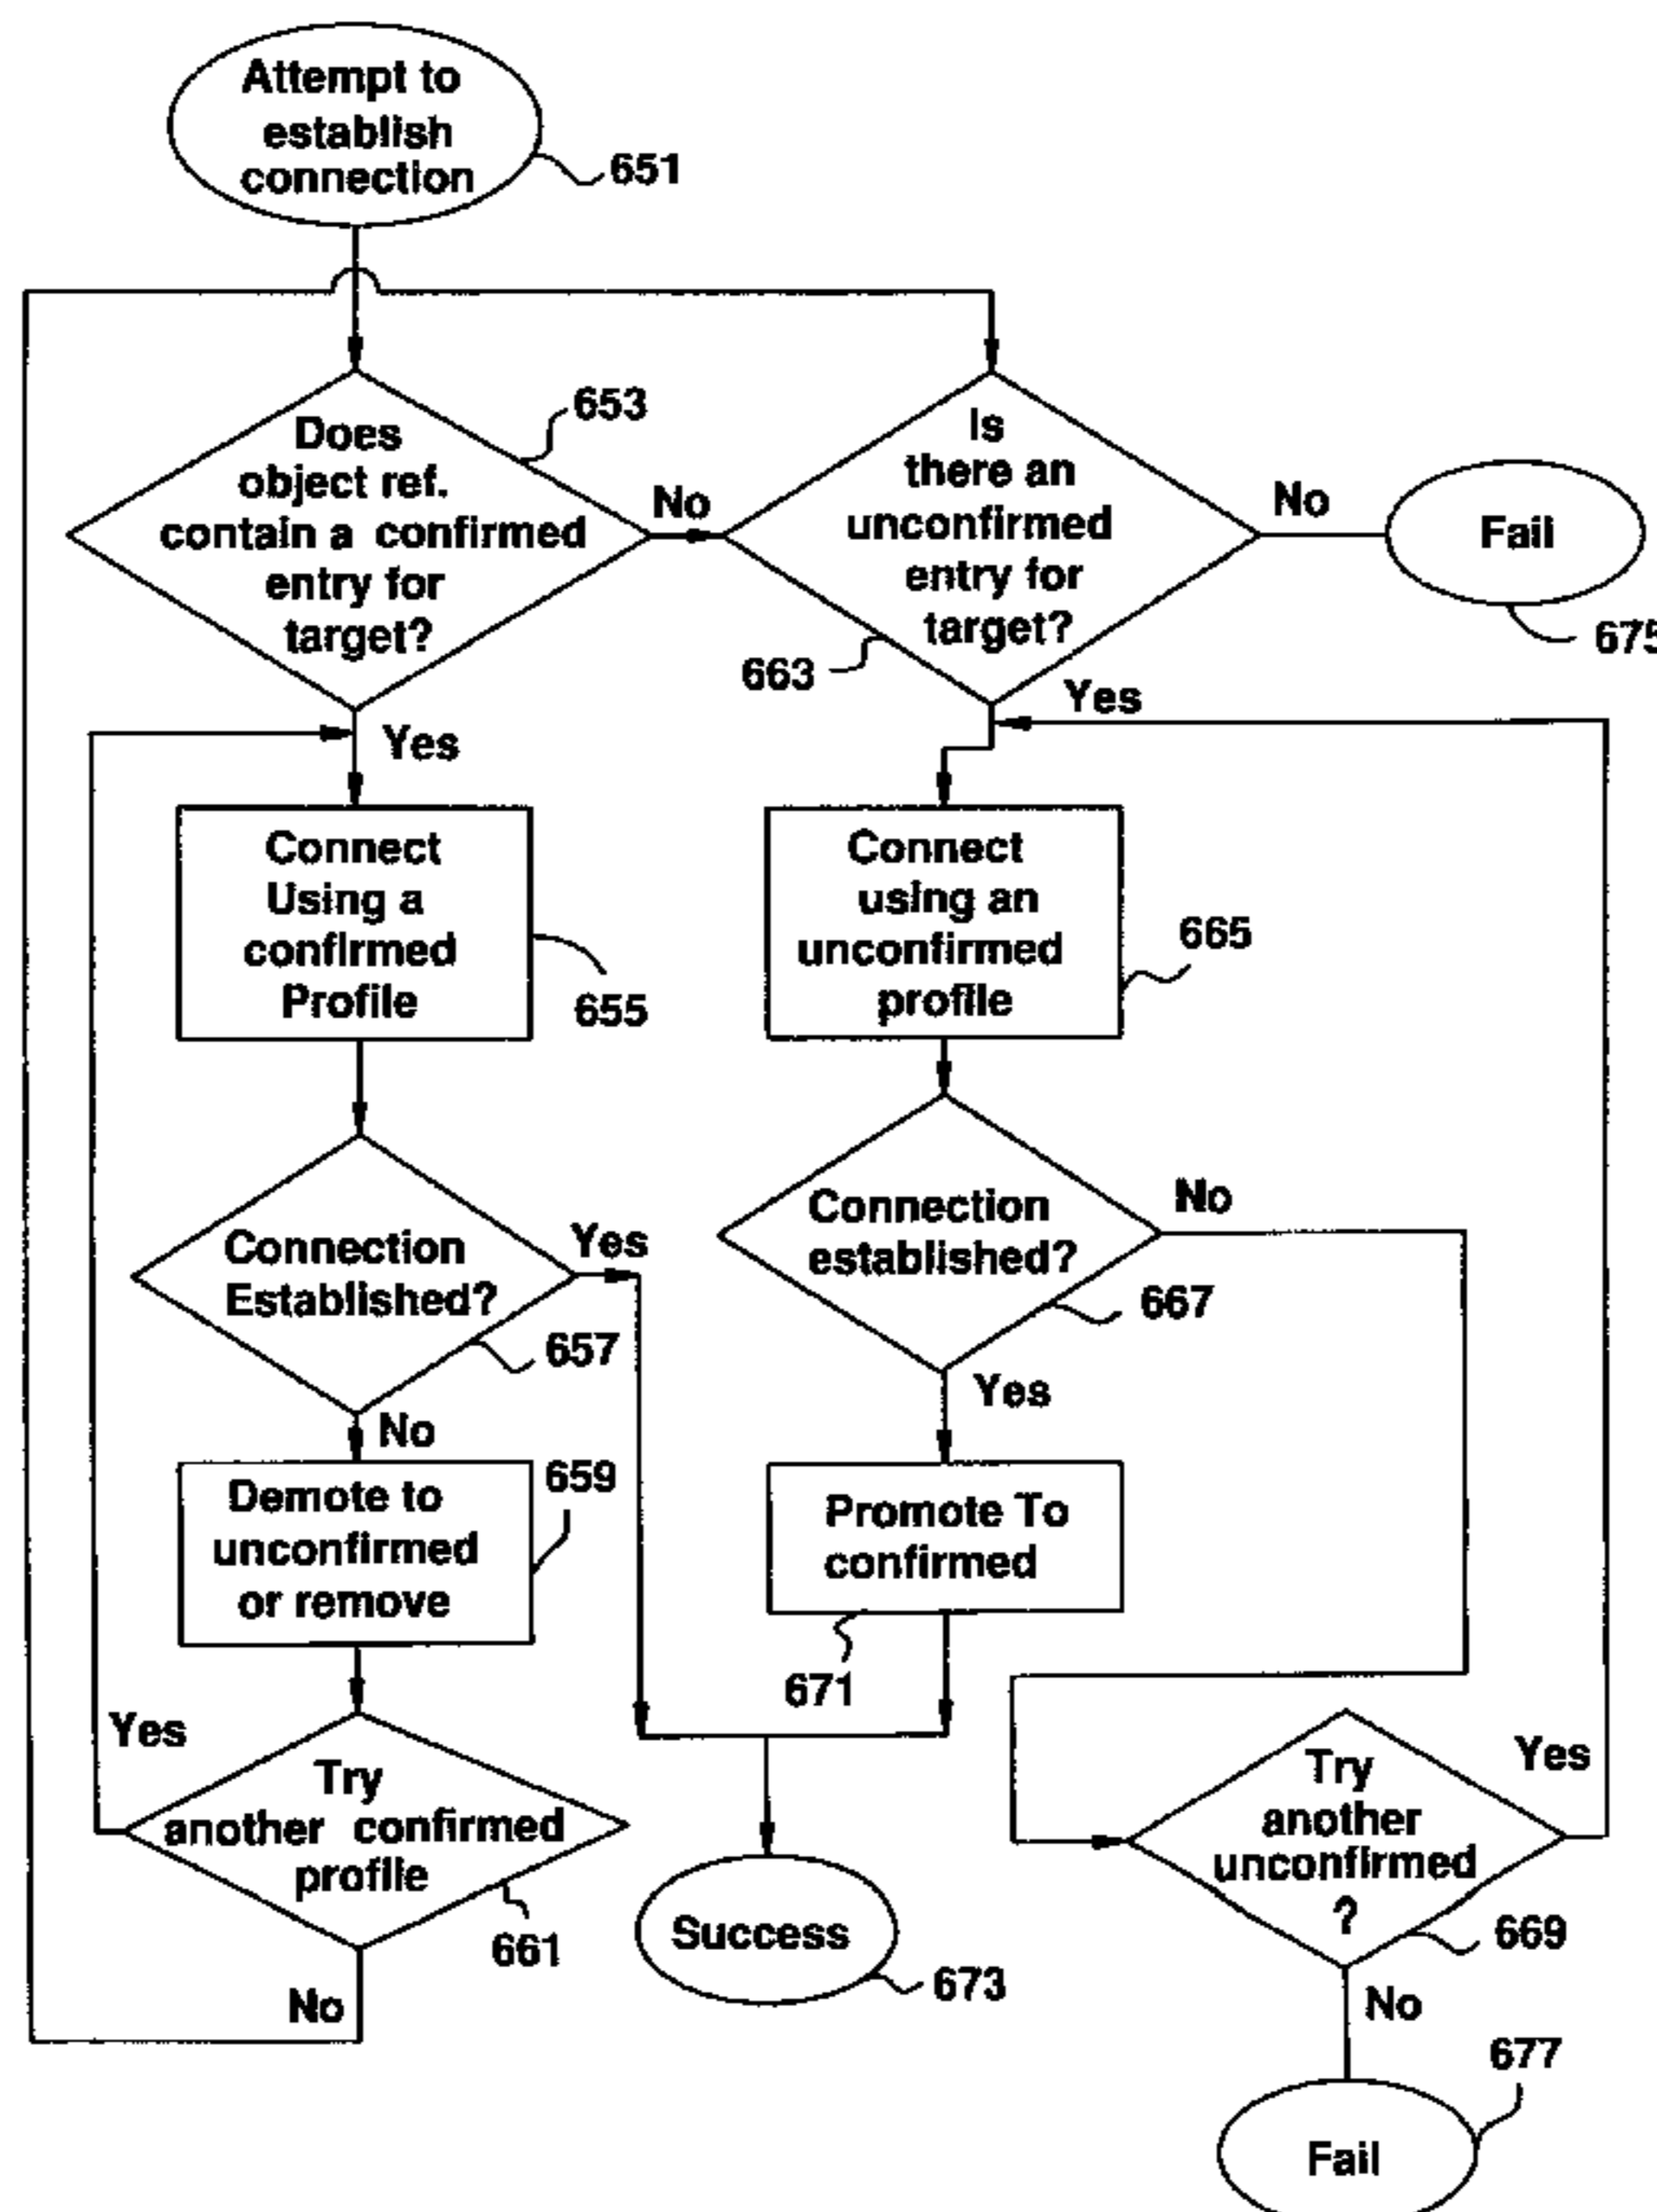 Attempt to
establish
connection
651
653
Does
object ref.
contain a confirmed
entry for
target?
No
Is
there an
unconfirmed
entry for
target?
663
No
Fail
675
Yes
Yes
Connect
Using a
confirmed
Profile
655
Connect
using an
unconfirmed
profile
665
Connection
Established?
Yes
657
No
Connection
established?
No
667
Yes
Demote to
unconfirmed
or remove
659
Promote To
confirmed
671
Yes
Try
another confirmed
profile
661
No
Success
673
Try
another
unconfirmed
?
Yes
669
No
677
Fail